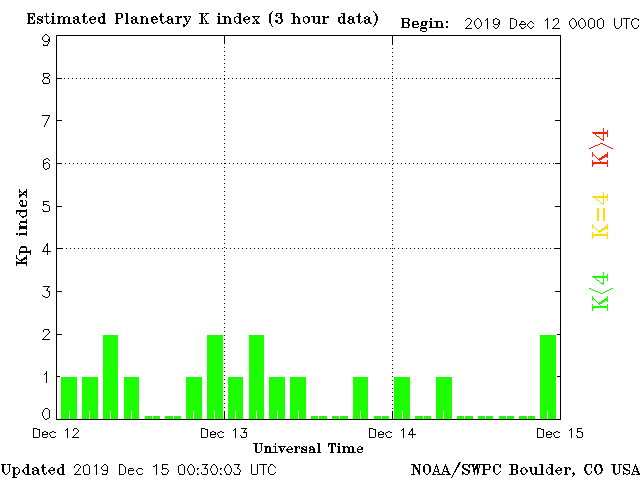 Estimated Planetary K index (3 hour data)
Begin: 2019 Dec 12 0000 UTC
9
8
7
6
5
4
3
2
1
0
Kp index
K>4
K=4
K<4
Dec 12
Dec 13
Dec 14
Dec 15
Universal Time
Updated 2019 Dec 15 00:30:03 UTC
NOAA/SWPC Boulder, CO USA